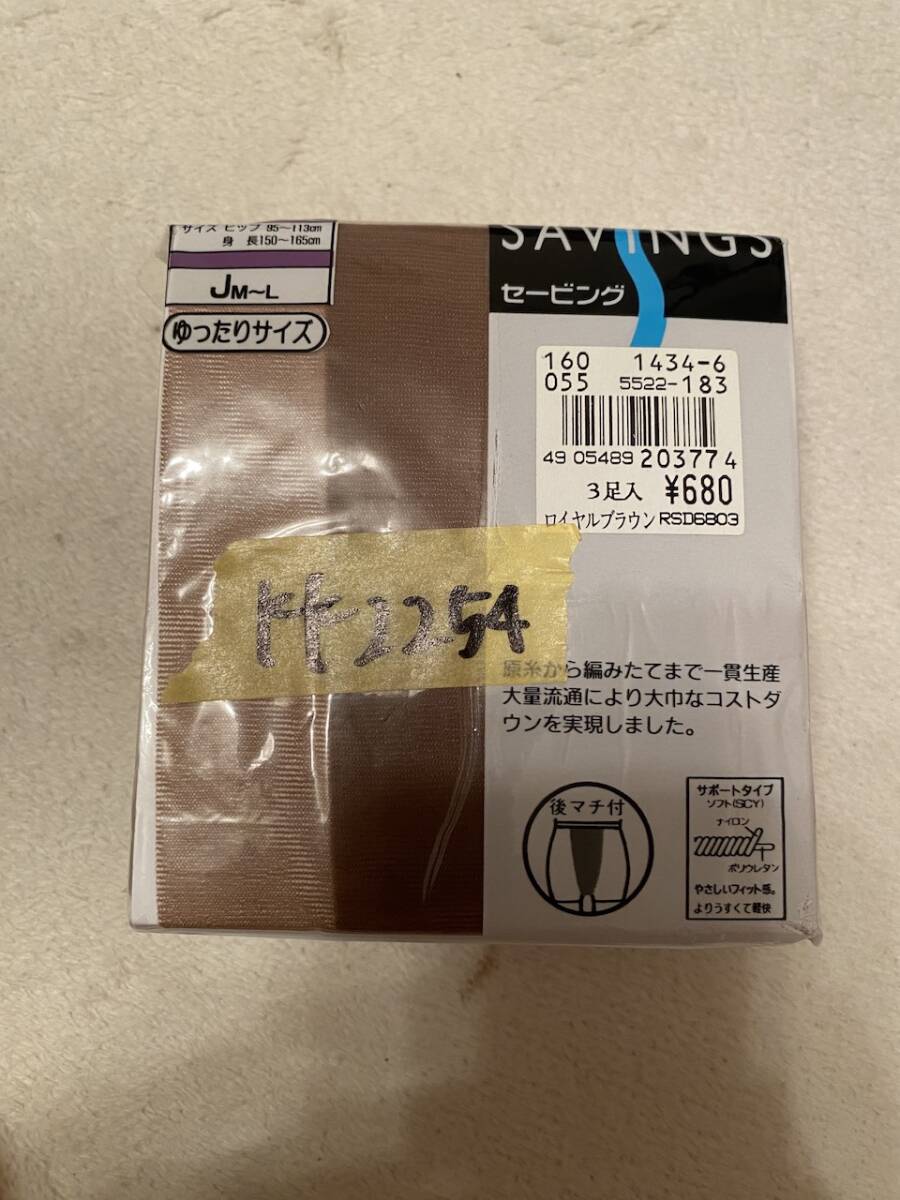 サイズ ヒップ 95〜113cm
身 長150〜165cm
JM〜L
ゆったりサイズ
SAVINGS
セービング
160 1434-6
055 5522-183
4905489203774
3足入 ¥680
ロイヤルブラウン RSD6803
原糸から編みたてまで一貫生産
大量流通により大巾なコストダ
ウンを実現しました。
後マチ付
サポートタイプ
ソフト(SCY)
ナイロン
ポリウレタン
やさしいフィット感。
よりうすくて軽快